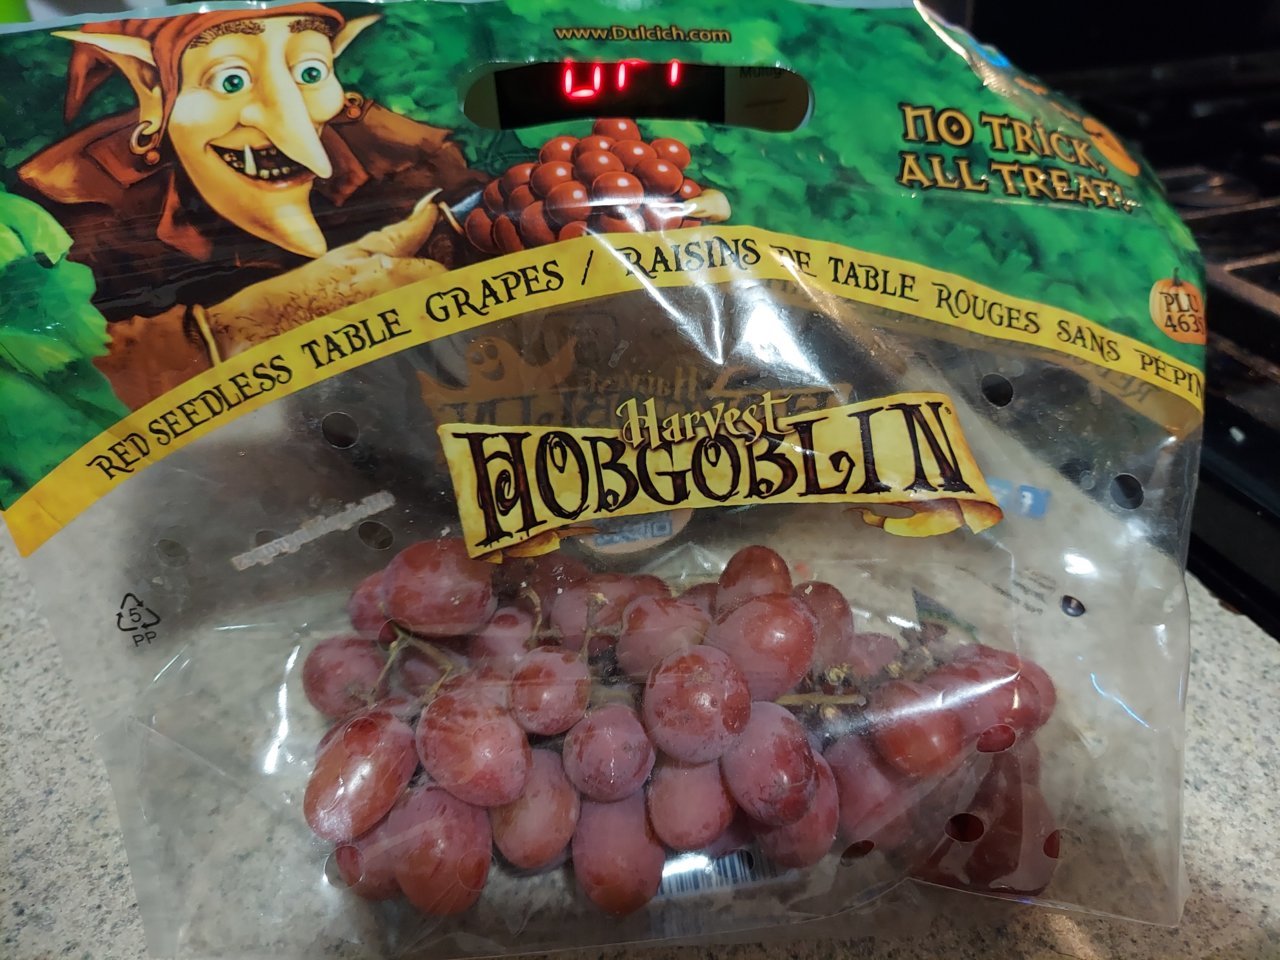 www.Dulcich.com
NO TRICK,
ALL TREAT!
RED SEEDLESS TABLE GRAPES / RAISINS DE TABLE ROUGES SANS PÉPIN
PLU
Harvest
HOBGOBLIN
5
PP